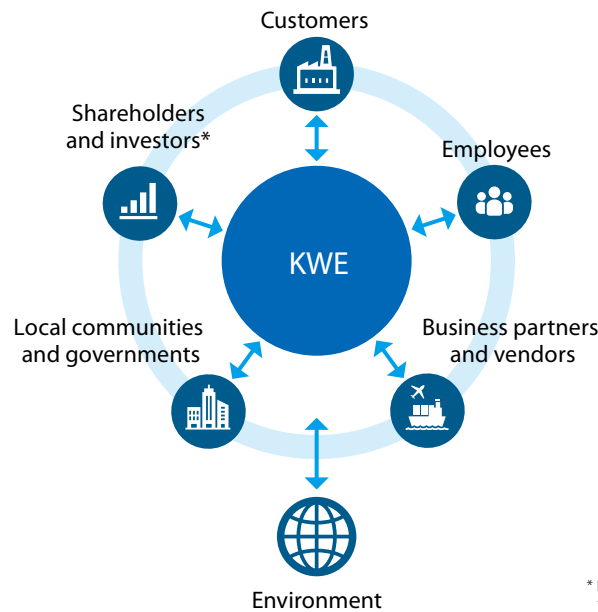 Customers
Shareholders
and investors*
Employees
KWE
Local communities
and governments
Business partners
and vendors
Environment
*